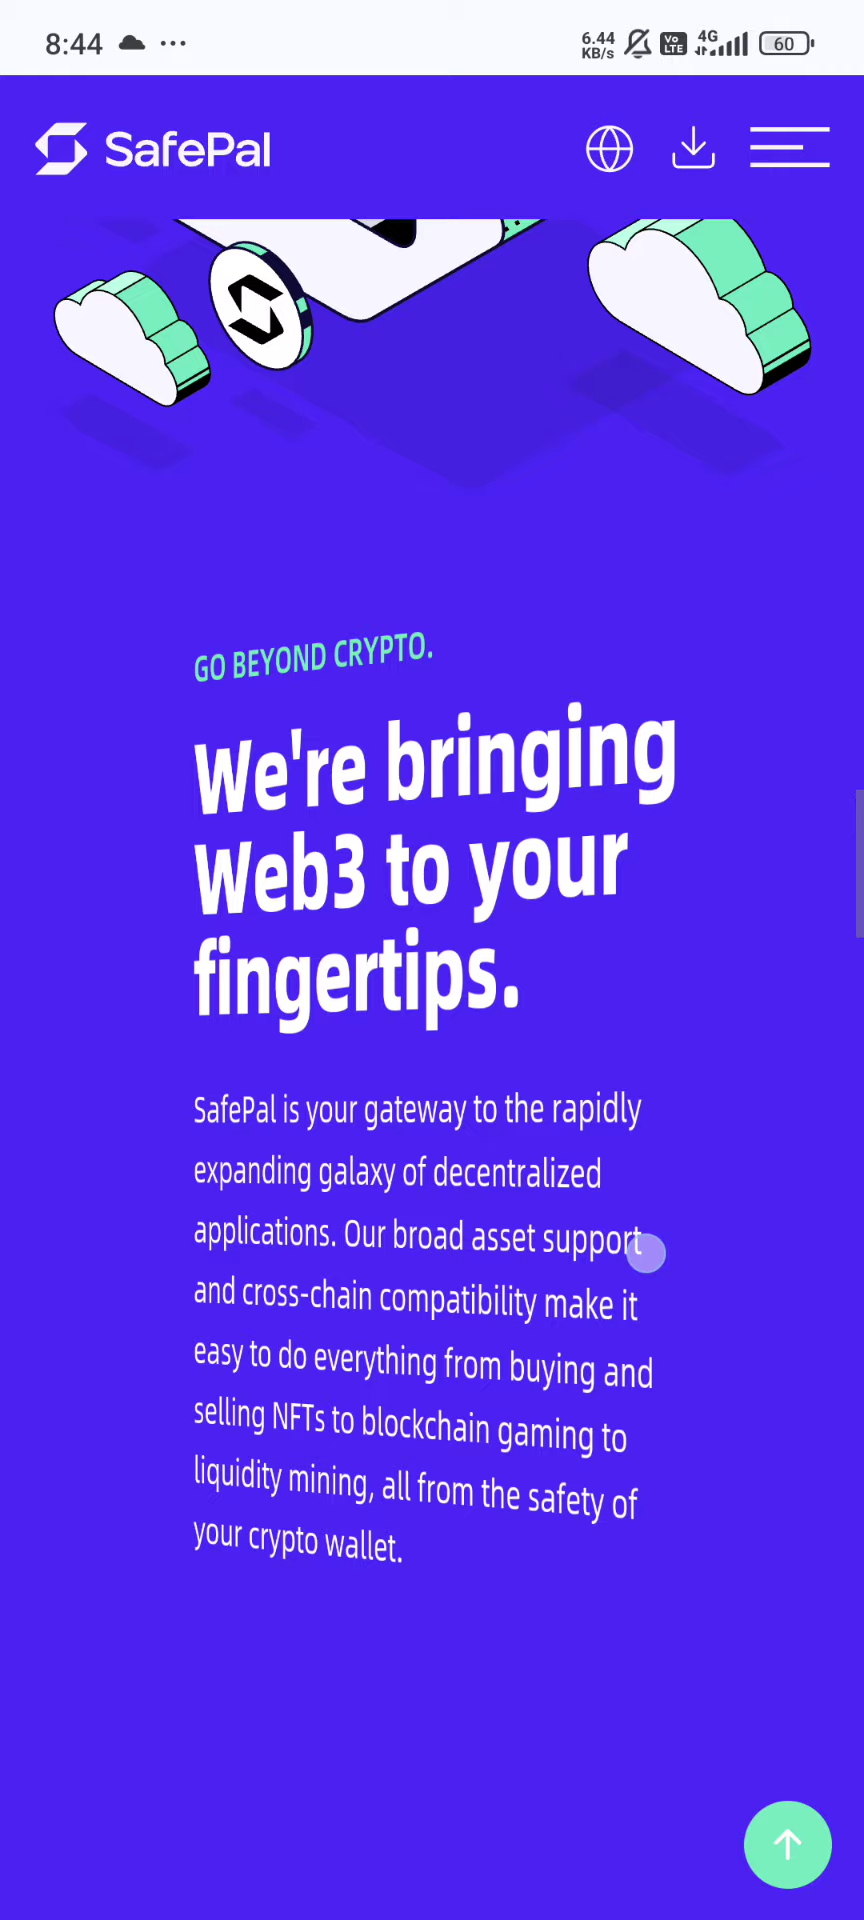 8:44
6.44
KB/s
Vo
LTE
4G
60
SafePal
GO BEYOND CRYPTO.
We're bringing
Web3 to your
fingertips.
SafePal is your gateway to the rapidly
expanding galaxy of decentralized
applications. Our broad asset support
and cross-chain compatibility make it
easy to do everything from buying and
selling NFTs to blockchain gaming to
liquidity mining, all from the safety of
your crypto wallet.